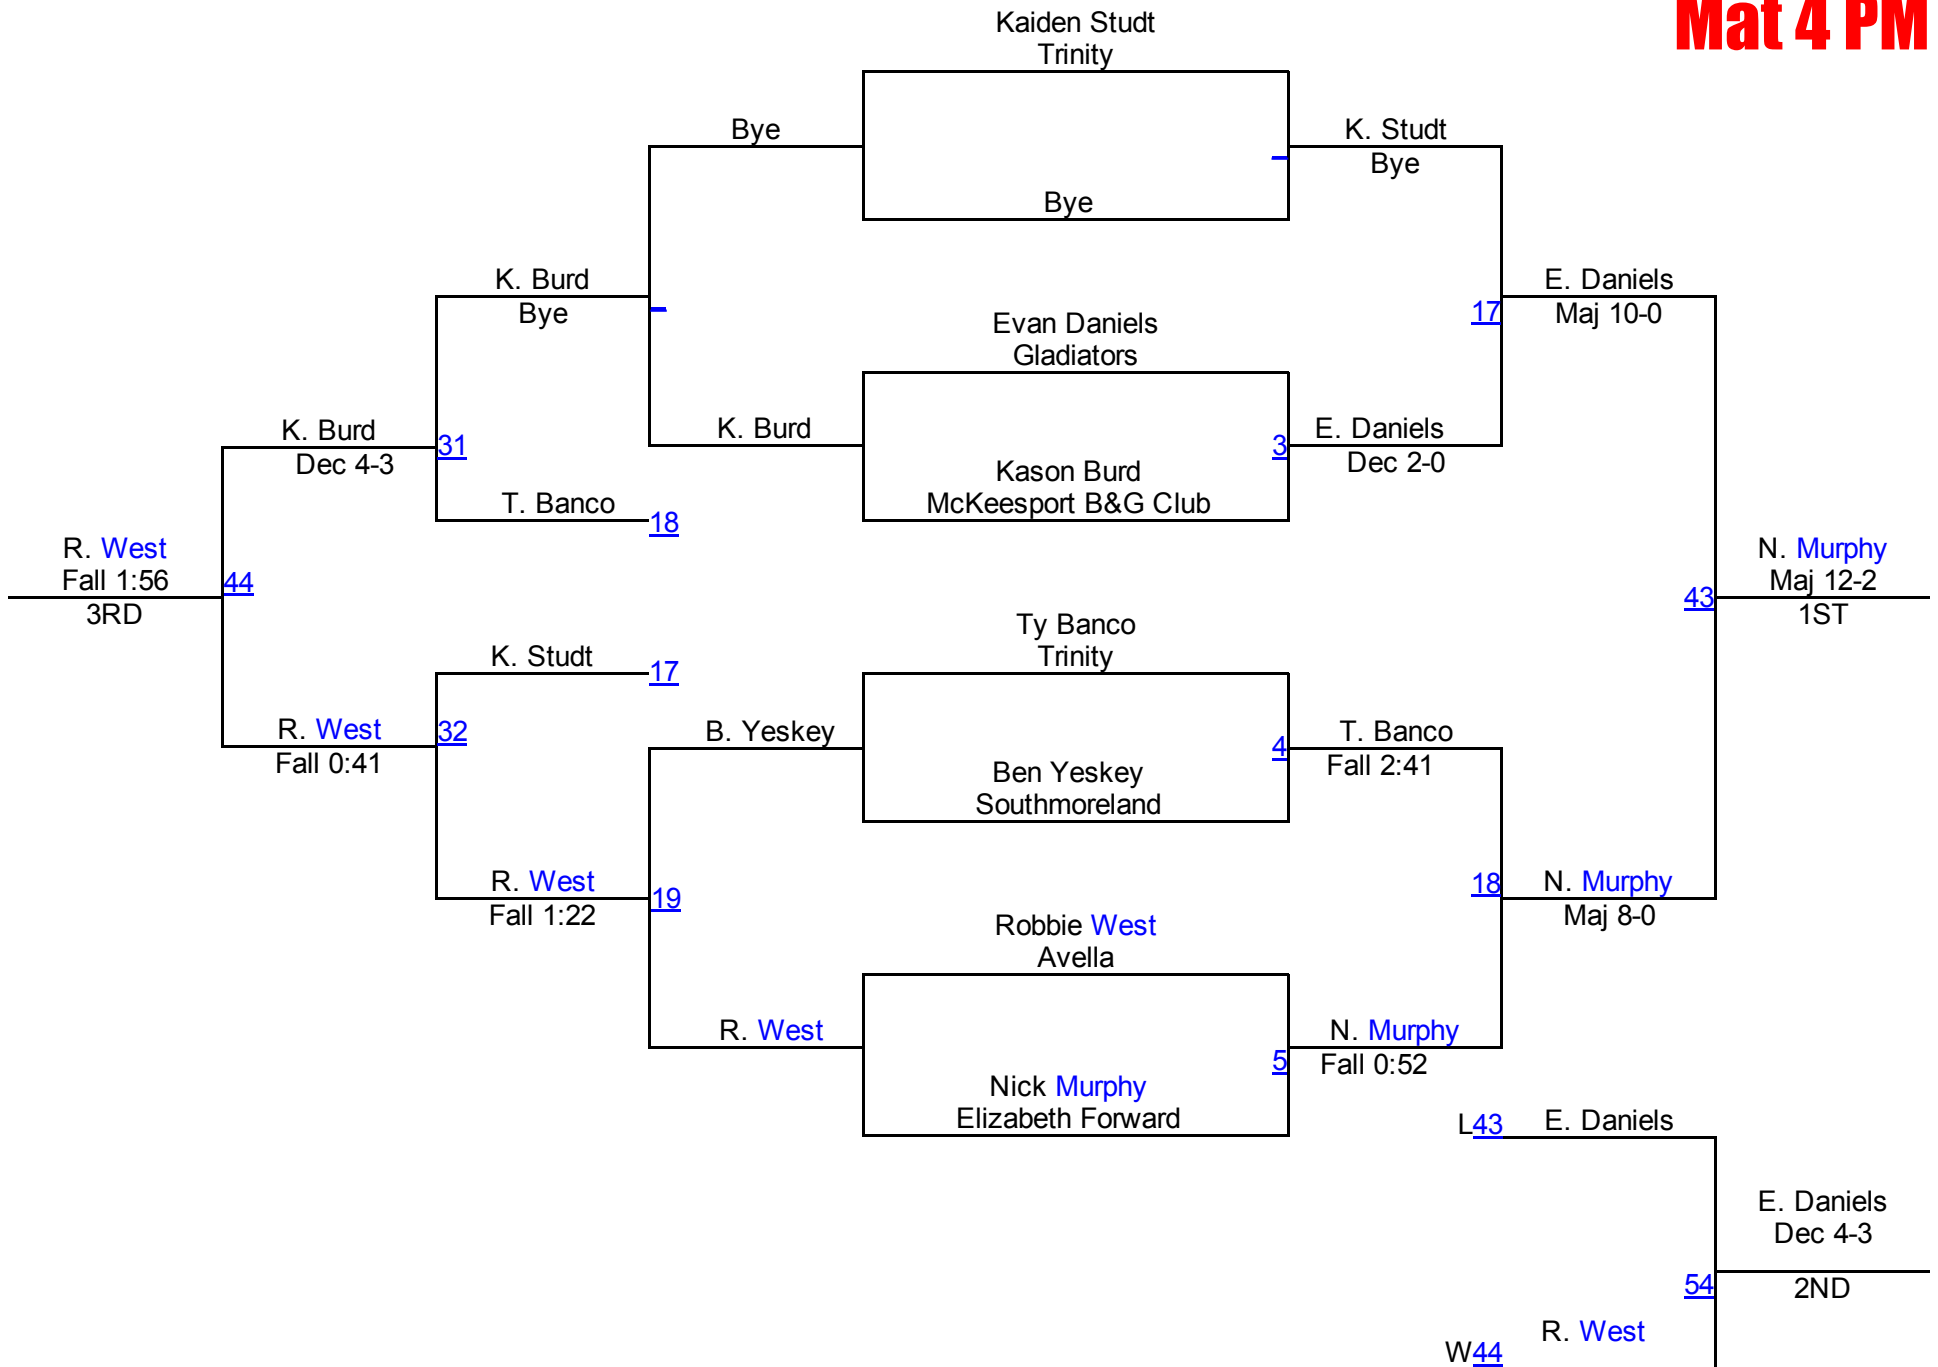 Mat 4 PM
Kaiden Studt
Trinity
Bye
K. Studt
Bye
Bye
K. Burd
Bye
E. Daniels
17
Maj 10-0
Evan Daniels
Gladiators
K. Burd
31
Dec 4-3
K. Burd
3
E. Daniels
Dec 2-0
Kason Burd
McKeesport B&G Club
T. Banco
18
R. West
Fall 1:56
44
3RD
N. Murphy
Maj 12-2
43
1ST
Ty Banco
Trinity
K. Studt
17
R. West
32
Fall 0:41
B. Yeskey
4
T. Banco
Fall 2:41
Ben Yeskey
Southmoreland
R. West
19
Fall 1:22
18
N. Murphy
Maj 8-0
Robbie West
Avella
R. West
5
N. Murphy
Fall 0:52
Nick Murphy
Elizabeth Forward
L43
E. Daniels
E. Daniels
Dec 4-3
54
2ND
R. West
W44